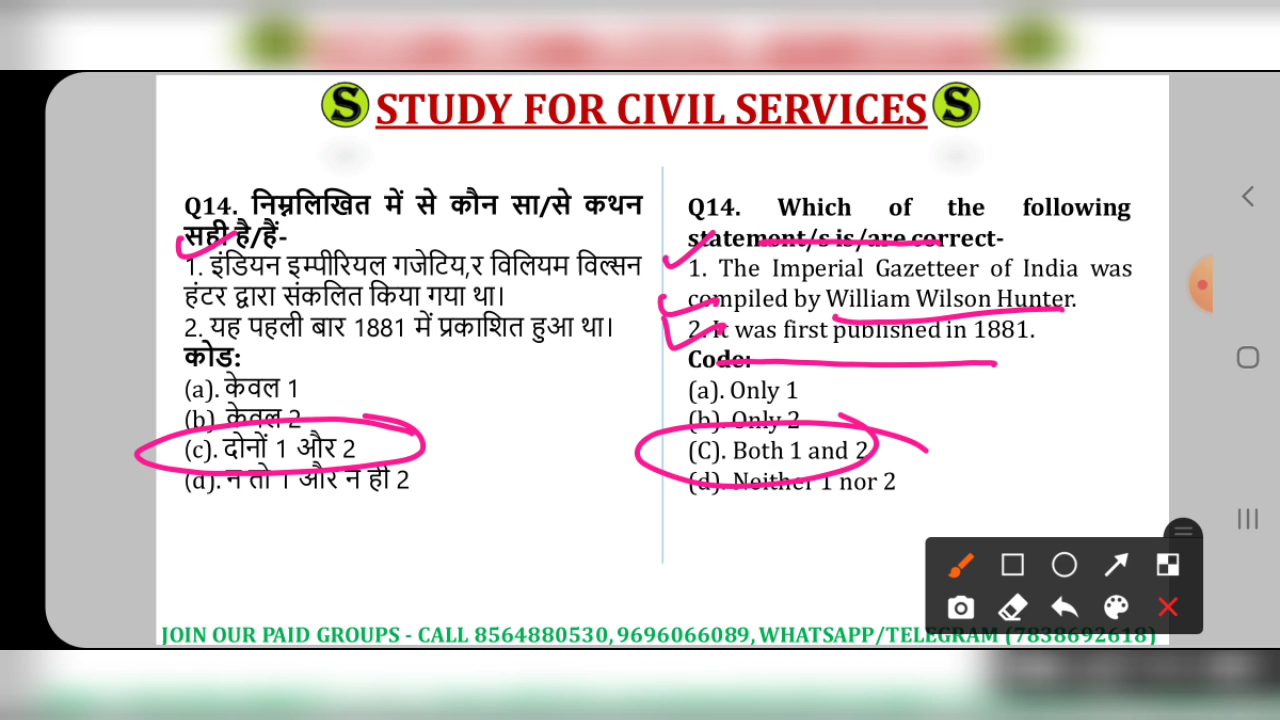 STUDY FOR CIVIL SERVICES
Q14. निम्नलिखित में से कौन सा/से कथन
सही है/हैं-
1. इंडियन इम्पीरियल गजेटिय,र विलियम विल्सन
हंटर द्वारा संकलित किया गया था।
2. यह पहली बार 1881 में प्रकाशित हुआ था।
कोड:
(a). केवल 1
(b). केवल 2
(c). दोनों 1 और 2
(d). न तो 1 और न ही 2
Q14. Which of the following
statement/s is/are correct-
1. The Imperial Gazetteer of India was
compiled by William Wilson Hunter.
2. It was first published in 1881.
Code:
(a). Only 1
(b). Only 2
(C). Both 1 and 2
(d). Neither 1 nor 2
JOIN OUR PAID GROUPS - CALL 8564880530, 9696066089, WHATSAPP/TELEGRAM (7838692618)